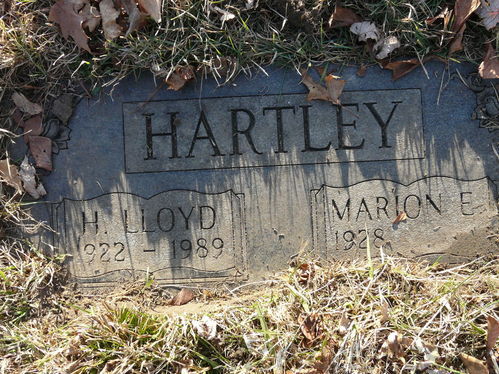 HARTLEY
H. LLOYD
1922 - 1989
MARION E.
1928